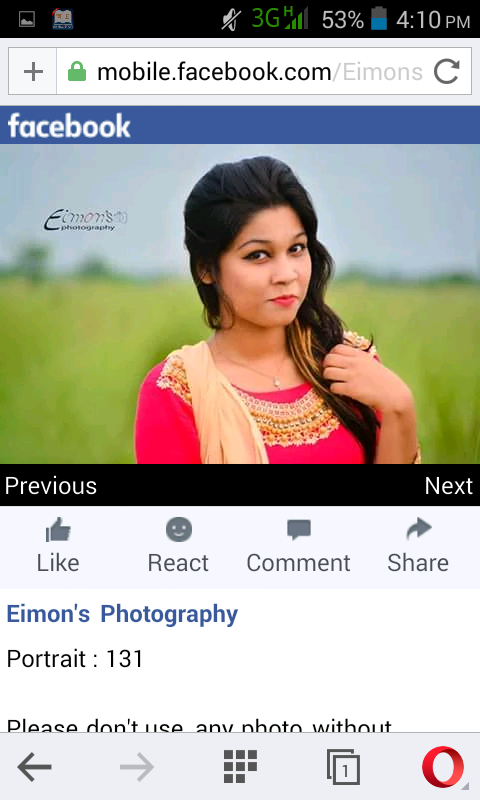 3G H 53% 4:10 PM
mobile.facebook.com/Eimons
facebook
Eimon's
photography
Previous Next
Like React Comment Share
Eimon's Photography
Portrait : 131
Please don't use any photo without
1